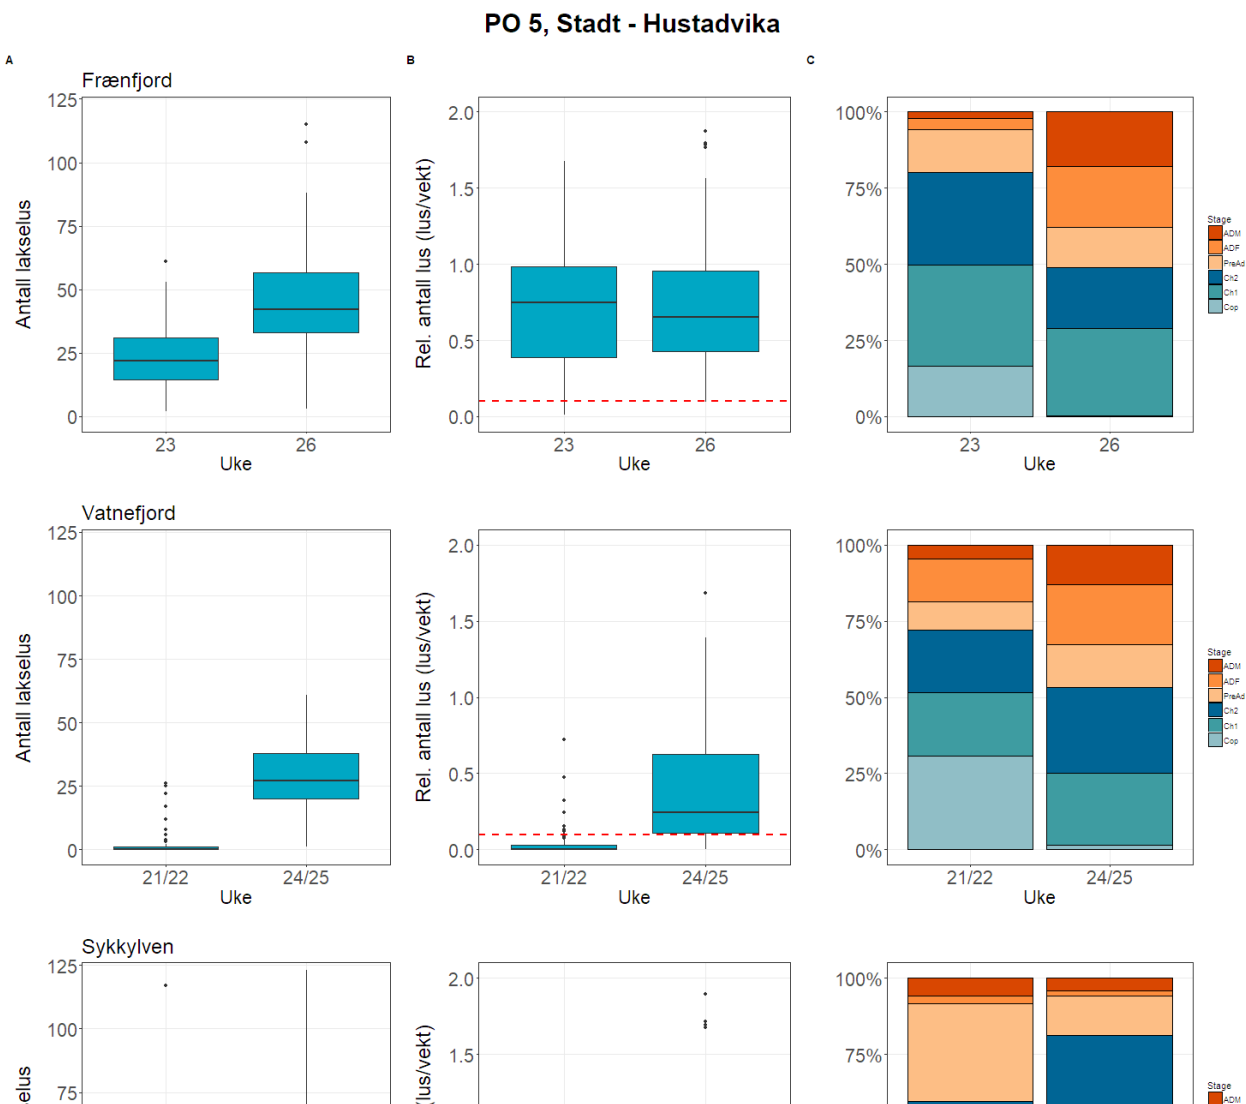 PO 5, Stadt - Hustadvika
A
B
C
Frænfjord
Antall lakselus
125
100
75
50
25
0
23
26
Uke
Rel. antall lus (lus/vekt)
2.0
1.5
1.0
0.5
0.0
23
26
Uke
100%
75%
50%
25%
0%
23
26
Uke
Stage
ADM
ADF
PreAd
Ch2
Ch1
Cop
Vatnefjord
Antall lakselus
125
100
75
50
25
0
21/22
24/25
Uke
Rel. antall lus (lus/vekt)
2.0
1.5
1.0
0.5
0.0
21/22
24/25
Uke
100%
75%
50%
25%
0%
21/22
24/25
Uke
Stage
ADM
ADF
PreAd
Ch2
Ch1
Cop
Sykkylven
125
100
75
2.0
1.5
(lus/vekt)
100%
75%
Stage
ADM